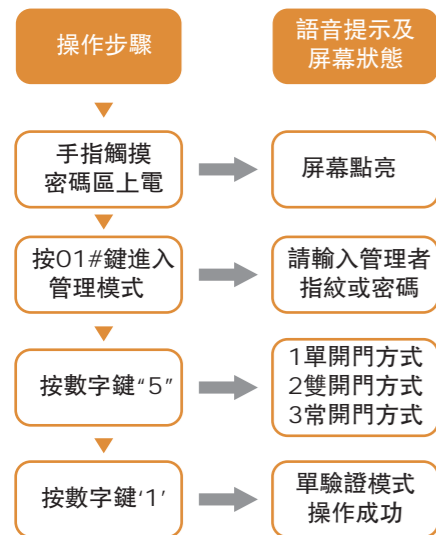 操作步驟
語音提示及
屏幕狀態
手指觸摸
密碼區上電
屏幕點亮
按01#鍵進入
管理模式
請輸入管理者
指紋或密碼
按數字鍵“5”
1單開門方式
2雙開門方式
3常開門方式
按數字鍵‘1’
單驗證模式
操作成功